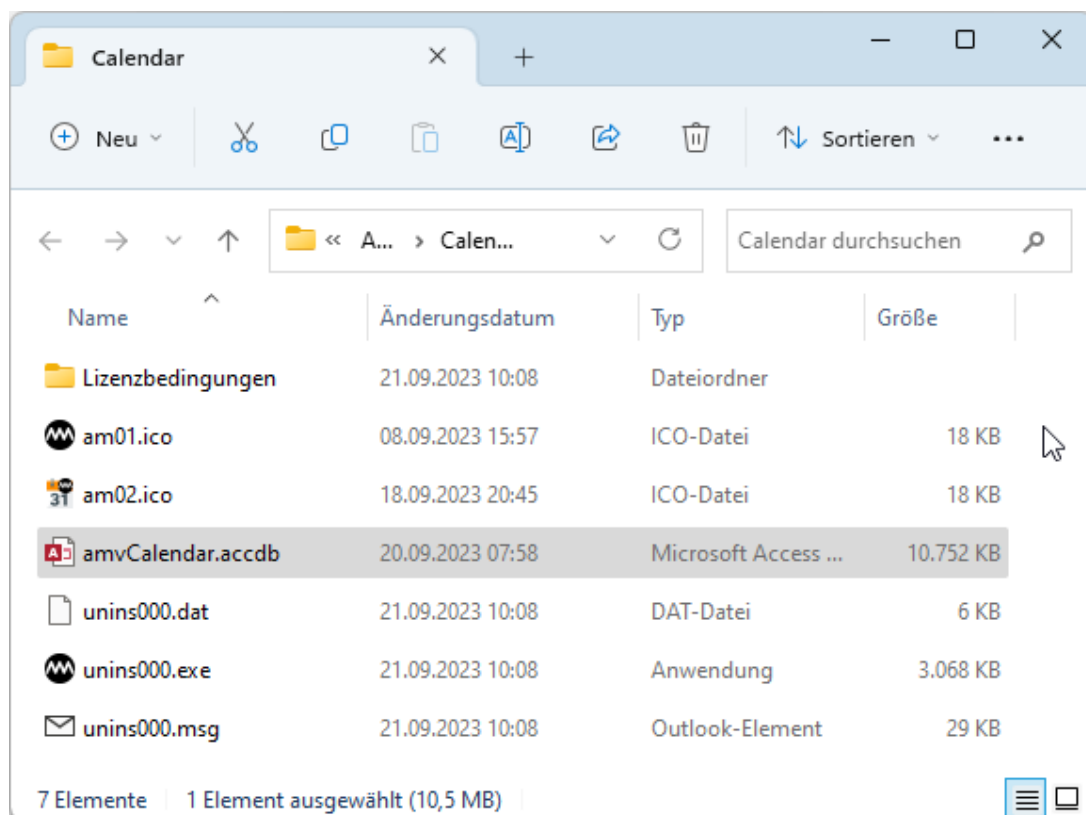 Calendar
Neu
Sortieren
« A... › Calen...
Calendar durchsuchen
Name Änderungsdatum Typ Größe
Lizenzbedingungen 21.09.2023 10:08 Dateiordner
am01.ico 08.09.2023 15:57 ICO-Datei 18 KB
31 am02.ico 18.09.2023 20:45 ICO-Datei 18 KB
A amvCalendar.accdb 20.09.2023 07:58 Microsoft Access ... 10.752 KB
unins000.dat 21.09.2023 10:08 DAT-Datei 6 KB
unins000.exe 21.09.2023 10:08 Anwendung 3.068 KB
unins000.msg 21.09.2023 10:08 Outlook-Element 29 KB
7 Elemente 1 Element ausgewählt (10,5 MB)